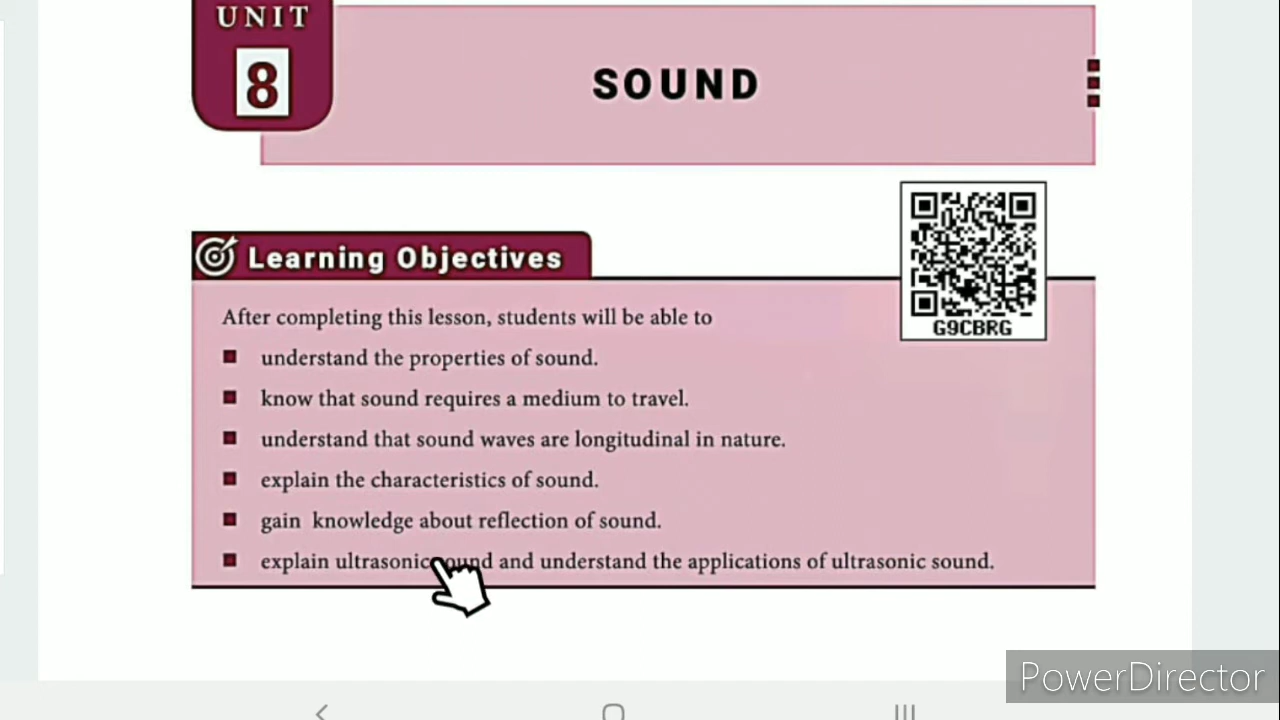 UNIT
8
SOUND
G9CBRG
Learning Objectives
After completing this lesson, students will be able to
■ understand the properties of sound.
■ know that sound requires a medium to travel.
■ understand that sound waves are longitudinal in nature.
■ explain the characteristics of sound.
■ gain knowledge about reflection of sound.
■ explain ultrasonic sound and understand the applications of ultrasonic sound.
PowerDirector